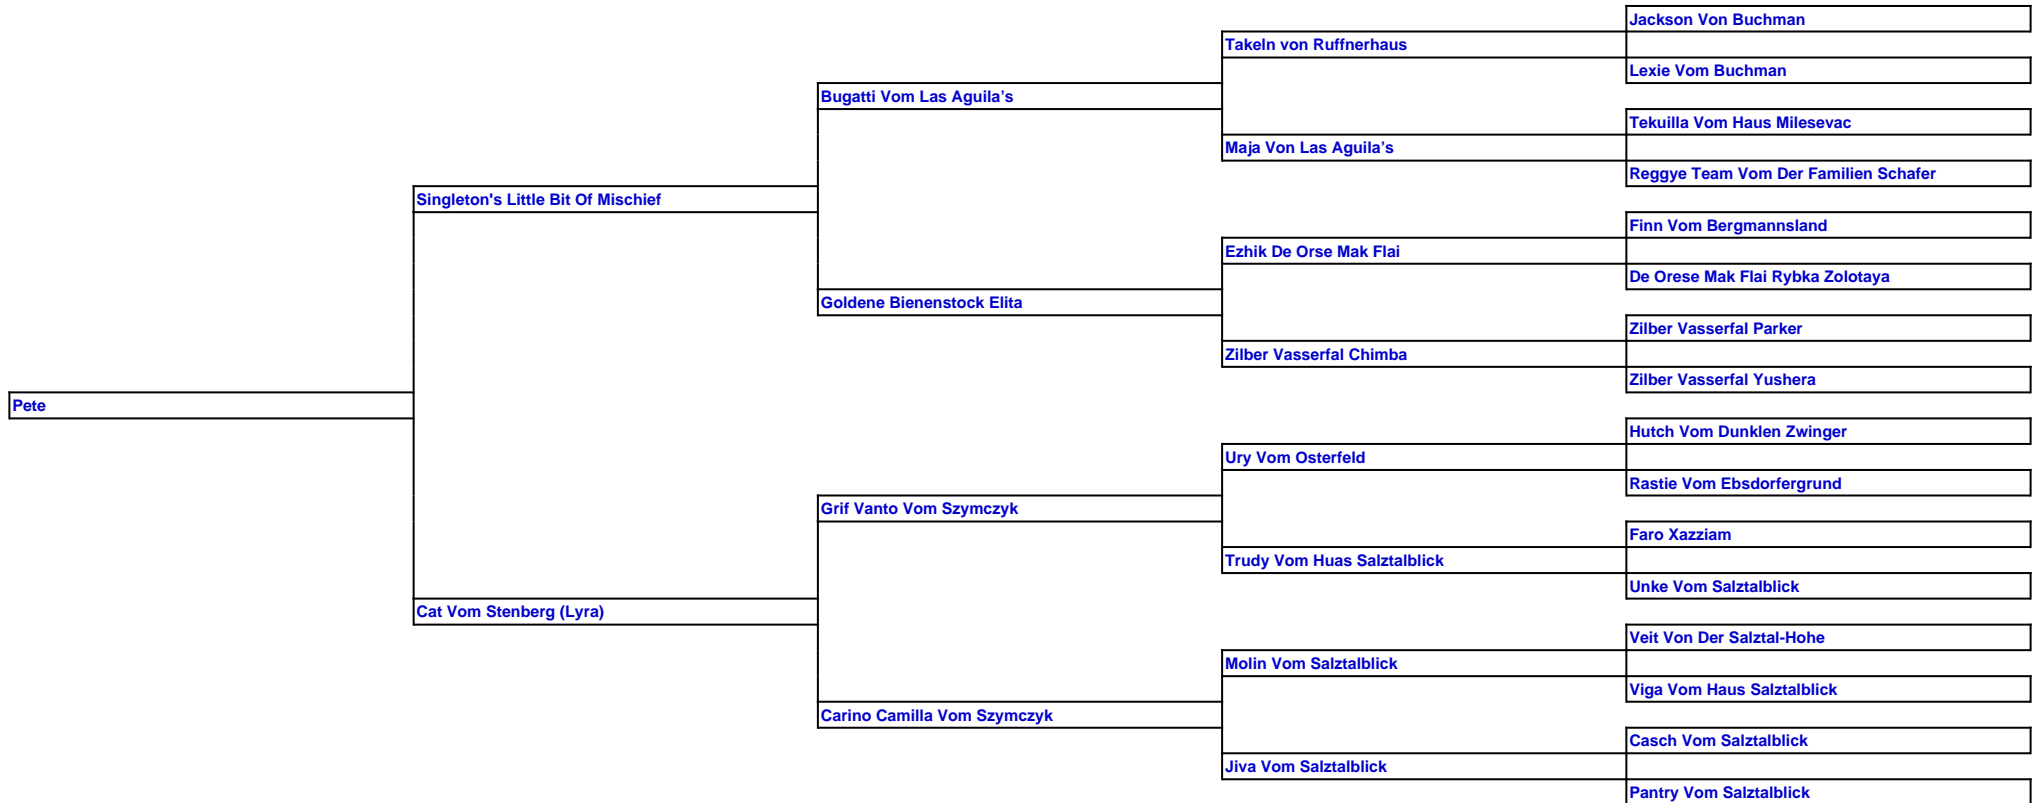 Jackson Von Buchman
Takeln von Ruffnerhaus
Lexie Vom Buchman
Bugatti Vom Las Aguila’s
Tekuilla Vom Haus Milesevac
Maja Von Las Aguila’s
Reggye Team Vom Der Familien Schafer
Singleton's Little Bit Of Mischief
Finn Vom Bergmannsland
Ezhik De Orse Mak Flai
De Orese Mak Flai Rybka Zolotaya
Goldene Bienenstock Elita
Zilber Vasserfal Parker
Zilber Vasserfal Chimba
Zilber Vasserfal Yushera
Pete
Hutch Vom Dunklen Zwinger
Ury Vom Osterfeld
Rastie Vom Ebsdorfergrund
Grif Vanto Vom Szymczyk
Faro Xazziam
Trudy Vom Huas Salztalblick
Unke Vom Salztalblick
Cat Vom Stenberg (Lyra)
Veit Von Der Salztal-Hohe
Molin Vom Salztalblick
Viga Vom Haus Salztalblick
Carino Camilla Vom Szymczyk
Casch Vom Salztalblick
Jiva Vom Salztalblick
Pantry Vom Salztalblick